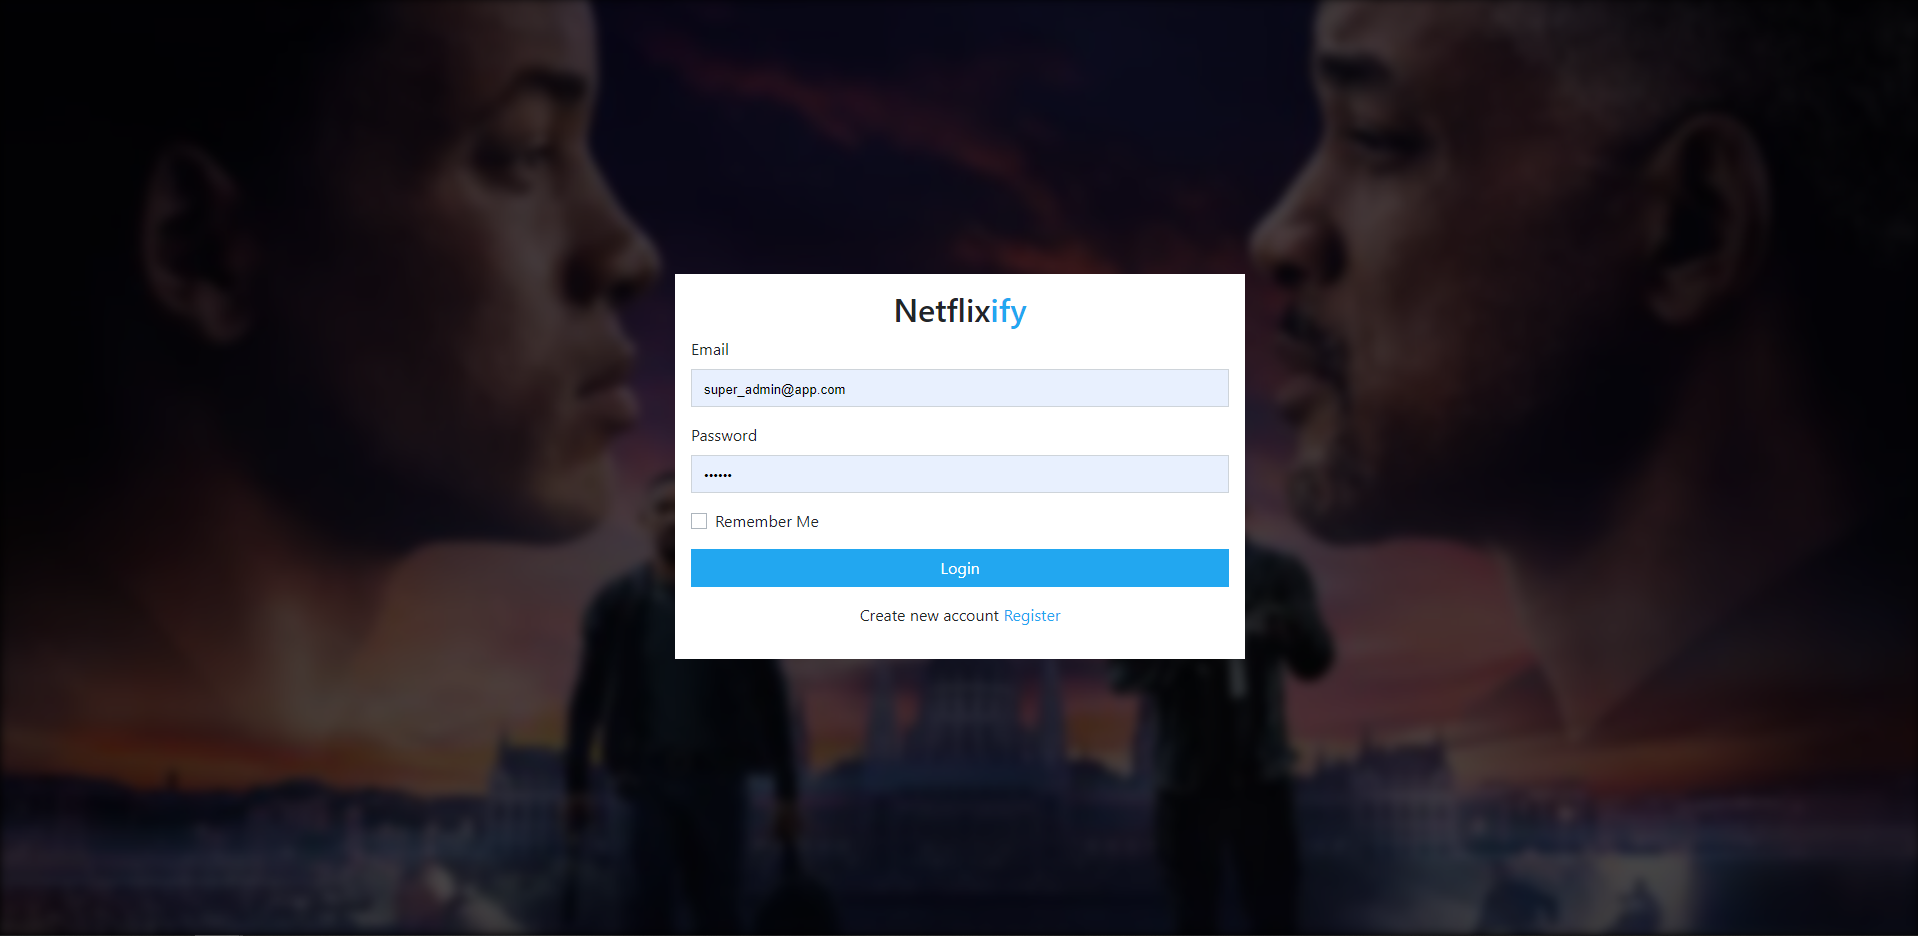 Netflixify
Email
super_admin@app.com
Password
••••••
Remember Me
Login
Create new account Register